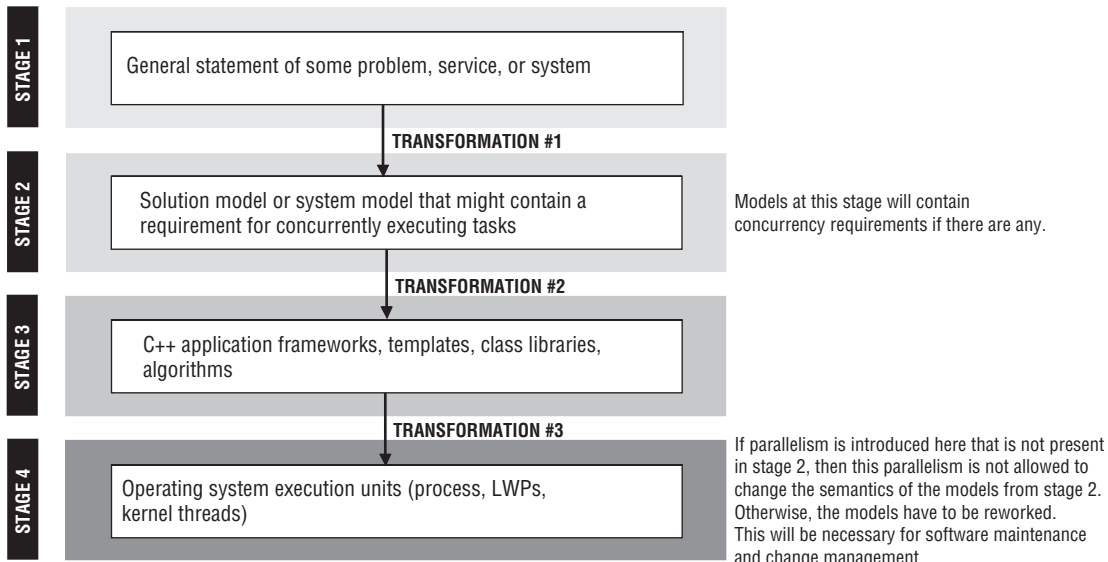 STAGE 1
General statement of some problem, service, or system
TRANSFORMATION #1
STAGE 2
Solution model or system model that might contain a
requirement for concurrently executing tasks
Models at this stage will contain
concurrency requirements if there are any.
TRANSFORMATION #2
STAGE 3
C++ application frameworks, templates, class libraries,
algorithms
TRANSFORMATION #3
STAGE 4
Operating system execution units (process, LWPs,
kernel threads)
If parallelism is introduced here that is not present
in stage 2, then this parallelism is not allowed to
change the semantics of the models from stage 2.
Otherwise, the models have to be reworked.
This will be necessary for software maintenance
and change management